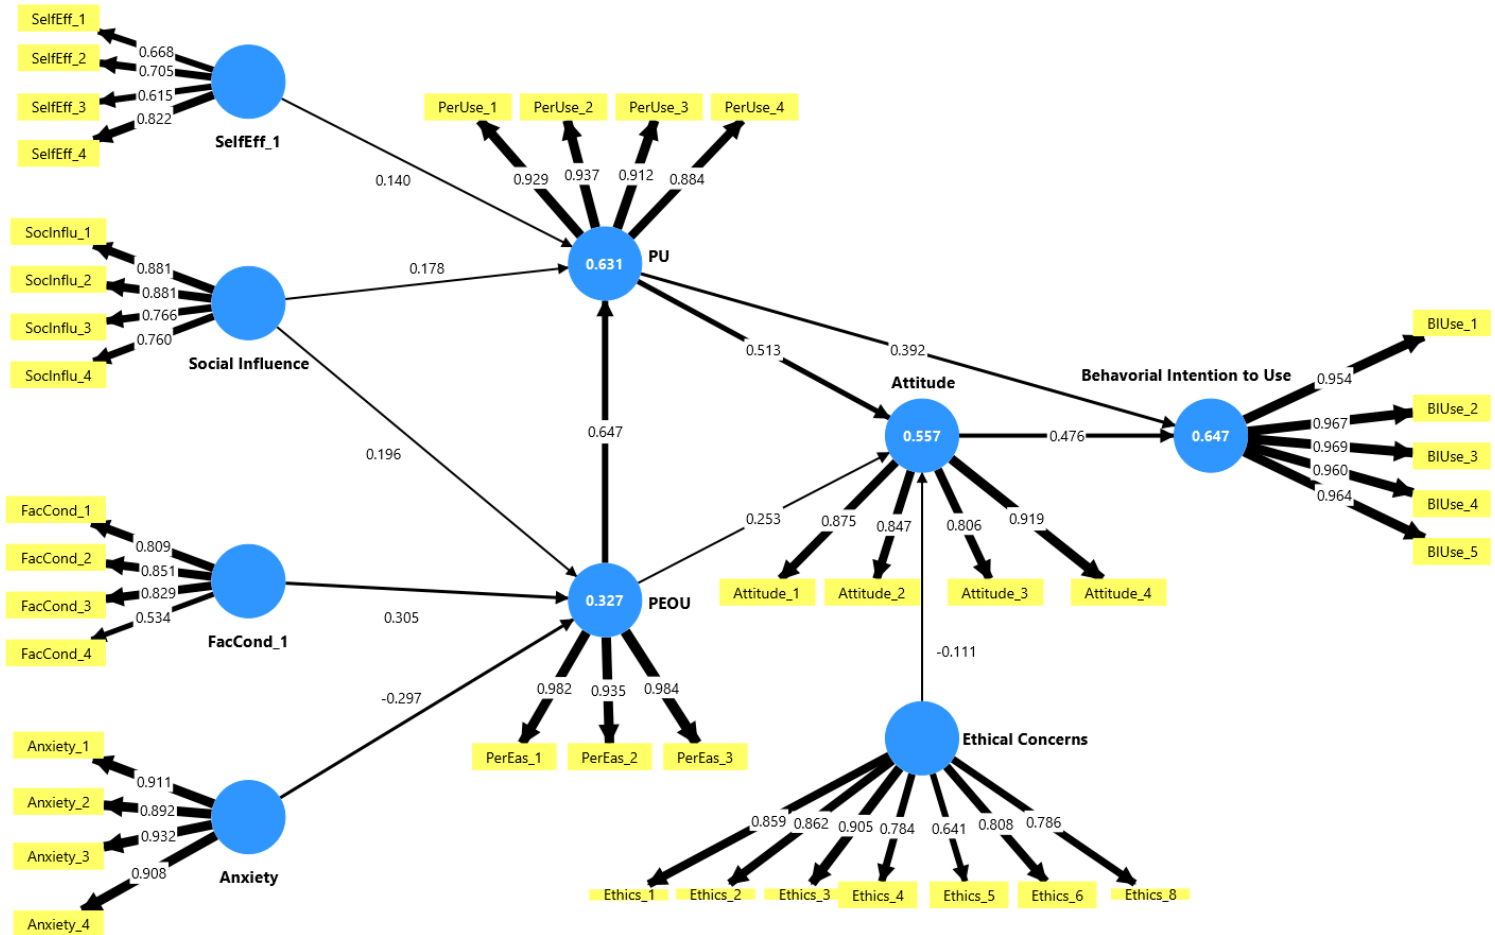 SelfEff_1
SelfEff_2
SelfEff_3
SelfEff_4
0.668
0.705
0.615
0.822
SelfEff_1
0.140
SocInflu_1
SocInflu_2
SocInflu_3
SocInflu_4
0.881
0.881
0.766
0.760
Social Influence
0.178
0.196
FacCond_1
FacCond_2
FacCond_3
FacCond_4
0.809
0.851
0.829
0.534
FacCond_1
0.305
Anxiety_1
Anxiety_2
Anxiety_3
Anxiety_4
0.911
0.892
0.932
0.908
Anxiety
-0.297
PerUse_1
PerUse_2
PerUse_3
PerUse_4
0.929
0.937
0.912
0.884
0.631
PU
0.647
0.513
0.392
0.327
PEOU
0.253
0.982
0.935
0.984
PerEas_1
PerEas_2
PerEas_3
Attitude
0.557
0.476
0.875
0.847
0.806
0.919
Attitude_1
Attitude_2
Attitude_3
Attitude_4
-0.111
Ethical Concerns
0.859
0.862
0.905
0.784
0.641
0.808
0.786
Ethics_1
Ethics_2
Ethics_3
Ethics_4
Ethics_5
Ethics_6
Ethics_8
Behavorial Intention to Use
0.647
0.954
0.967
0.969
0.960
0.964
BIUse_1
BIUse_2
BIUse_3
BIUse_4
BIUse_5